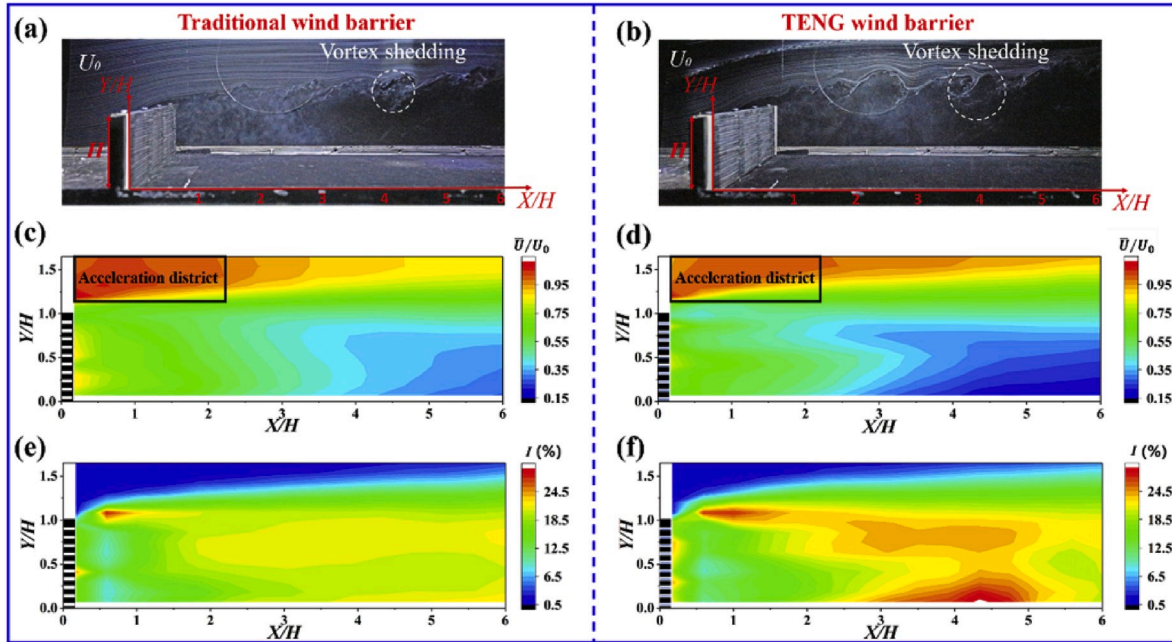 (a) Traditional wind barrier
U₀
Vortex shedding
Y/H
H
1 2 3 4 5 6
X/H
(b) TENG wind barrier
U₀
Vortex shedding
Y/H
H
1 2 3 4 5 6
X/H
(c)
Ū/U₀
Acceleration district
1.5
1.0
0.5
0.0
Y/H
0 1 2 3 4 5 6
X/H
0.95
0.75
0.55
0.35
0.15
(d)
Ū/U₀
Acceleration district
1.5
1.0
0.5
0.0
Y/H
0 1 2 3 4 5 6
X/H
0.95
0.75
0.55
0.35
0.15
(e)
I (%)
1.5
1.0
0.5
0.0
Y/H
0 1 2 3 4 5 6
X/H
24.5
18.5
12.5
6.5
0.5
(f)
I (%)
1.5
1.0
0.5
0.0
Y/H
0 1 2 3 4 5 6
X/H
24.5
18.5
12.5
6.5
0.5